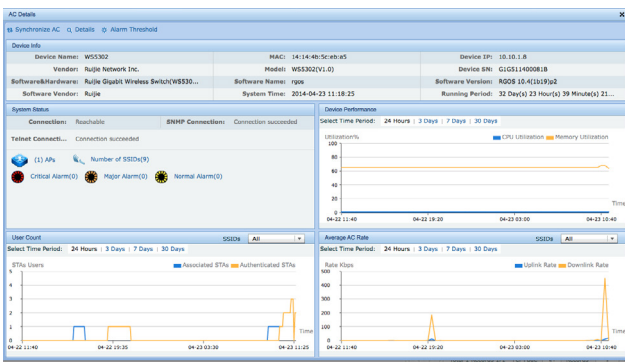 AC Details
Synchronize AC Details Alarm Threshold
Device Info
Device Name: WS5302 MAC: 14:14:4b:5c:eb:a5 Device IP: 10.10.1.8
Vendor: Ruijie Network Inc. Model: WS5302(V1.0) Device SN: G1GS11400081B
Software&Hardware: Ruijie Gigabit Wireless Switch(WS530... Software Name: rgos Software Version: RGOS 10.4(1b19)p2
Software Vendor: Ruijie System Time: 2014-04-23 11:18:25 Running Period: 32 Day(s) 23 Hour(s) 39 Minute(s) 21...
System Status
Connection: Reachable SNMP Connection: Connection succeeded
Telnet Connecti... Connection succeeded
(1) APs Number of SSIDs(9)
Critical Alarm(0) Major Alarm(0) Normal Alarm(0)
Device Performance
Select Time Period: 24 Hours | 3 Days | 7 Days | 30 Days
Utilization% CPU Utilization Memory Utilization
100
80
60
40
20
0
Time
04-22 11:40 04-22 19:20 04-23 03:00 04-23 10:40
User Count SSIDs All
Select Time Period: 24 Hours | 3 Days | 7 Days | 30 Days
STAs Users Associated STAs Authenticated STAs
5
4
3
2
1
0
Time
04-22 11:40 04-22 19:35 04-23 03:30 04-23 11:25
Average AC Rate SSIDs All
Select Time Period: 24 Hours | 3 Days | 7 Days | 30 Days
Rate Kbps Uplink Rate Downlink Rate
500
400
300
200
100
0
Time
04-22 11:40 04-22 19:20 04-23 03:00 04-23 10:40